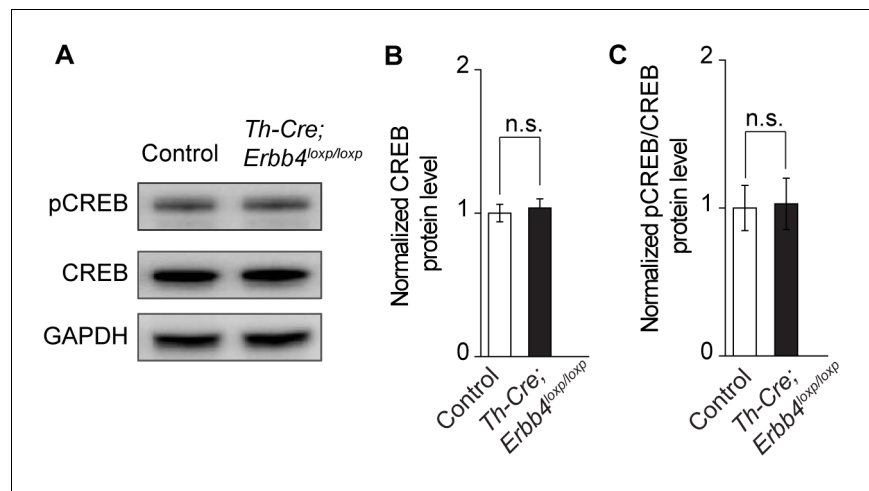 A
Control
Th-Cre;
Erbb4loxp/loxp
pCREB
CREB
GAPDH
B
Normalized CREB
protein level
2
1
0
n.s.
Control
Th-Cre;
Erbb4loxp/loxp
C
Normalized pCREB/CREB
protein level
2
1
0
n.s.
Control
Th-Cre;
Erbb4loxp/loxp